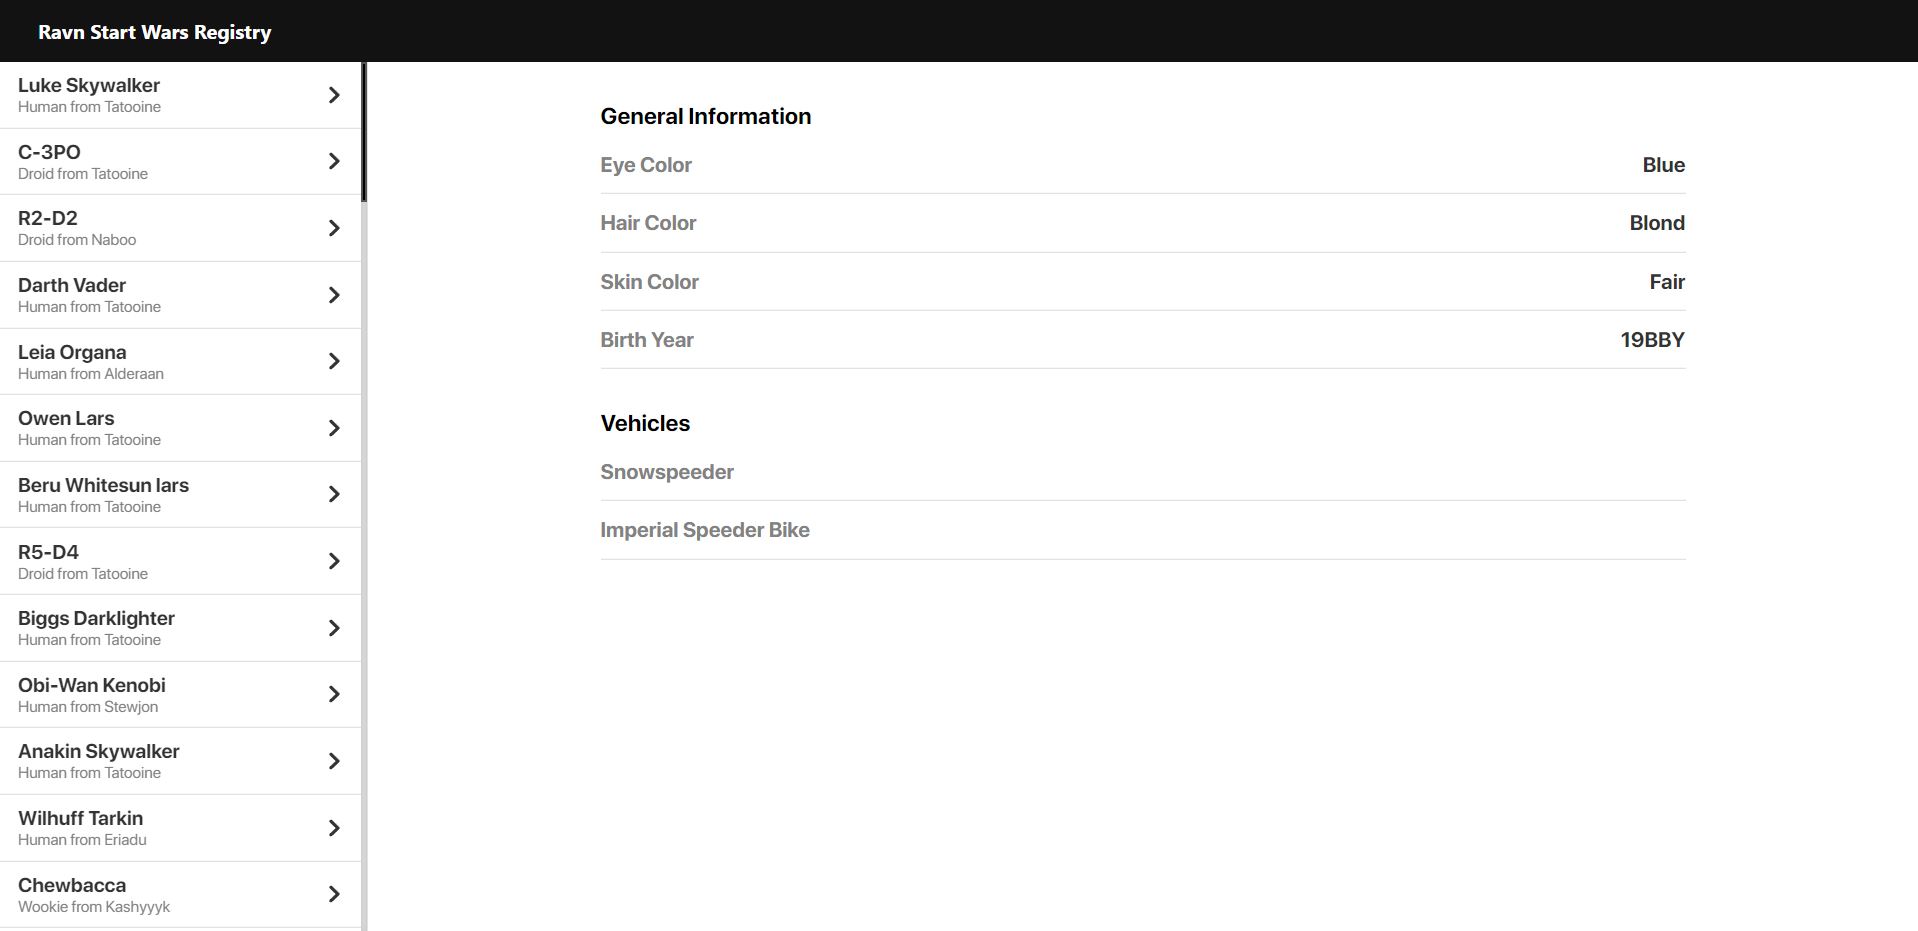 Ravn Start Wars Registry
Luke Skywalker
Human from Tatooine
C-3PO
Droid from Tatooine
R2-D2
Droid from Naboo
Darth Vader
Human from Tatooine
Leia Organa
Human from Alderaan
Owen Lars
Human from Tatooine
Beru Whitesun lars
Human from Tatooine
R5-D4
Droid from Tatooine
Biggs Darklighter
Human from Tatooine
Obi-Wan Kenobi
Human from Stewjon
Anakin Skywalker
Human from Tatooine
Wilhuff Tarkin
Human from Eriadu
Chewbacca
Wookie from Kashyyyk
General Information
Eye Color Blue
Hair Color Blond
Skin Color Fair
Birth Year 19BBY
Vehicles
Snowspeeder
Imperial Speeder Bike